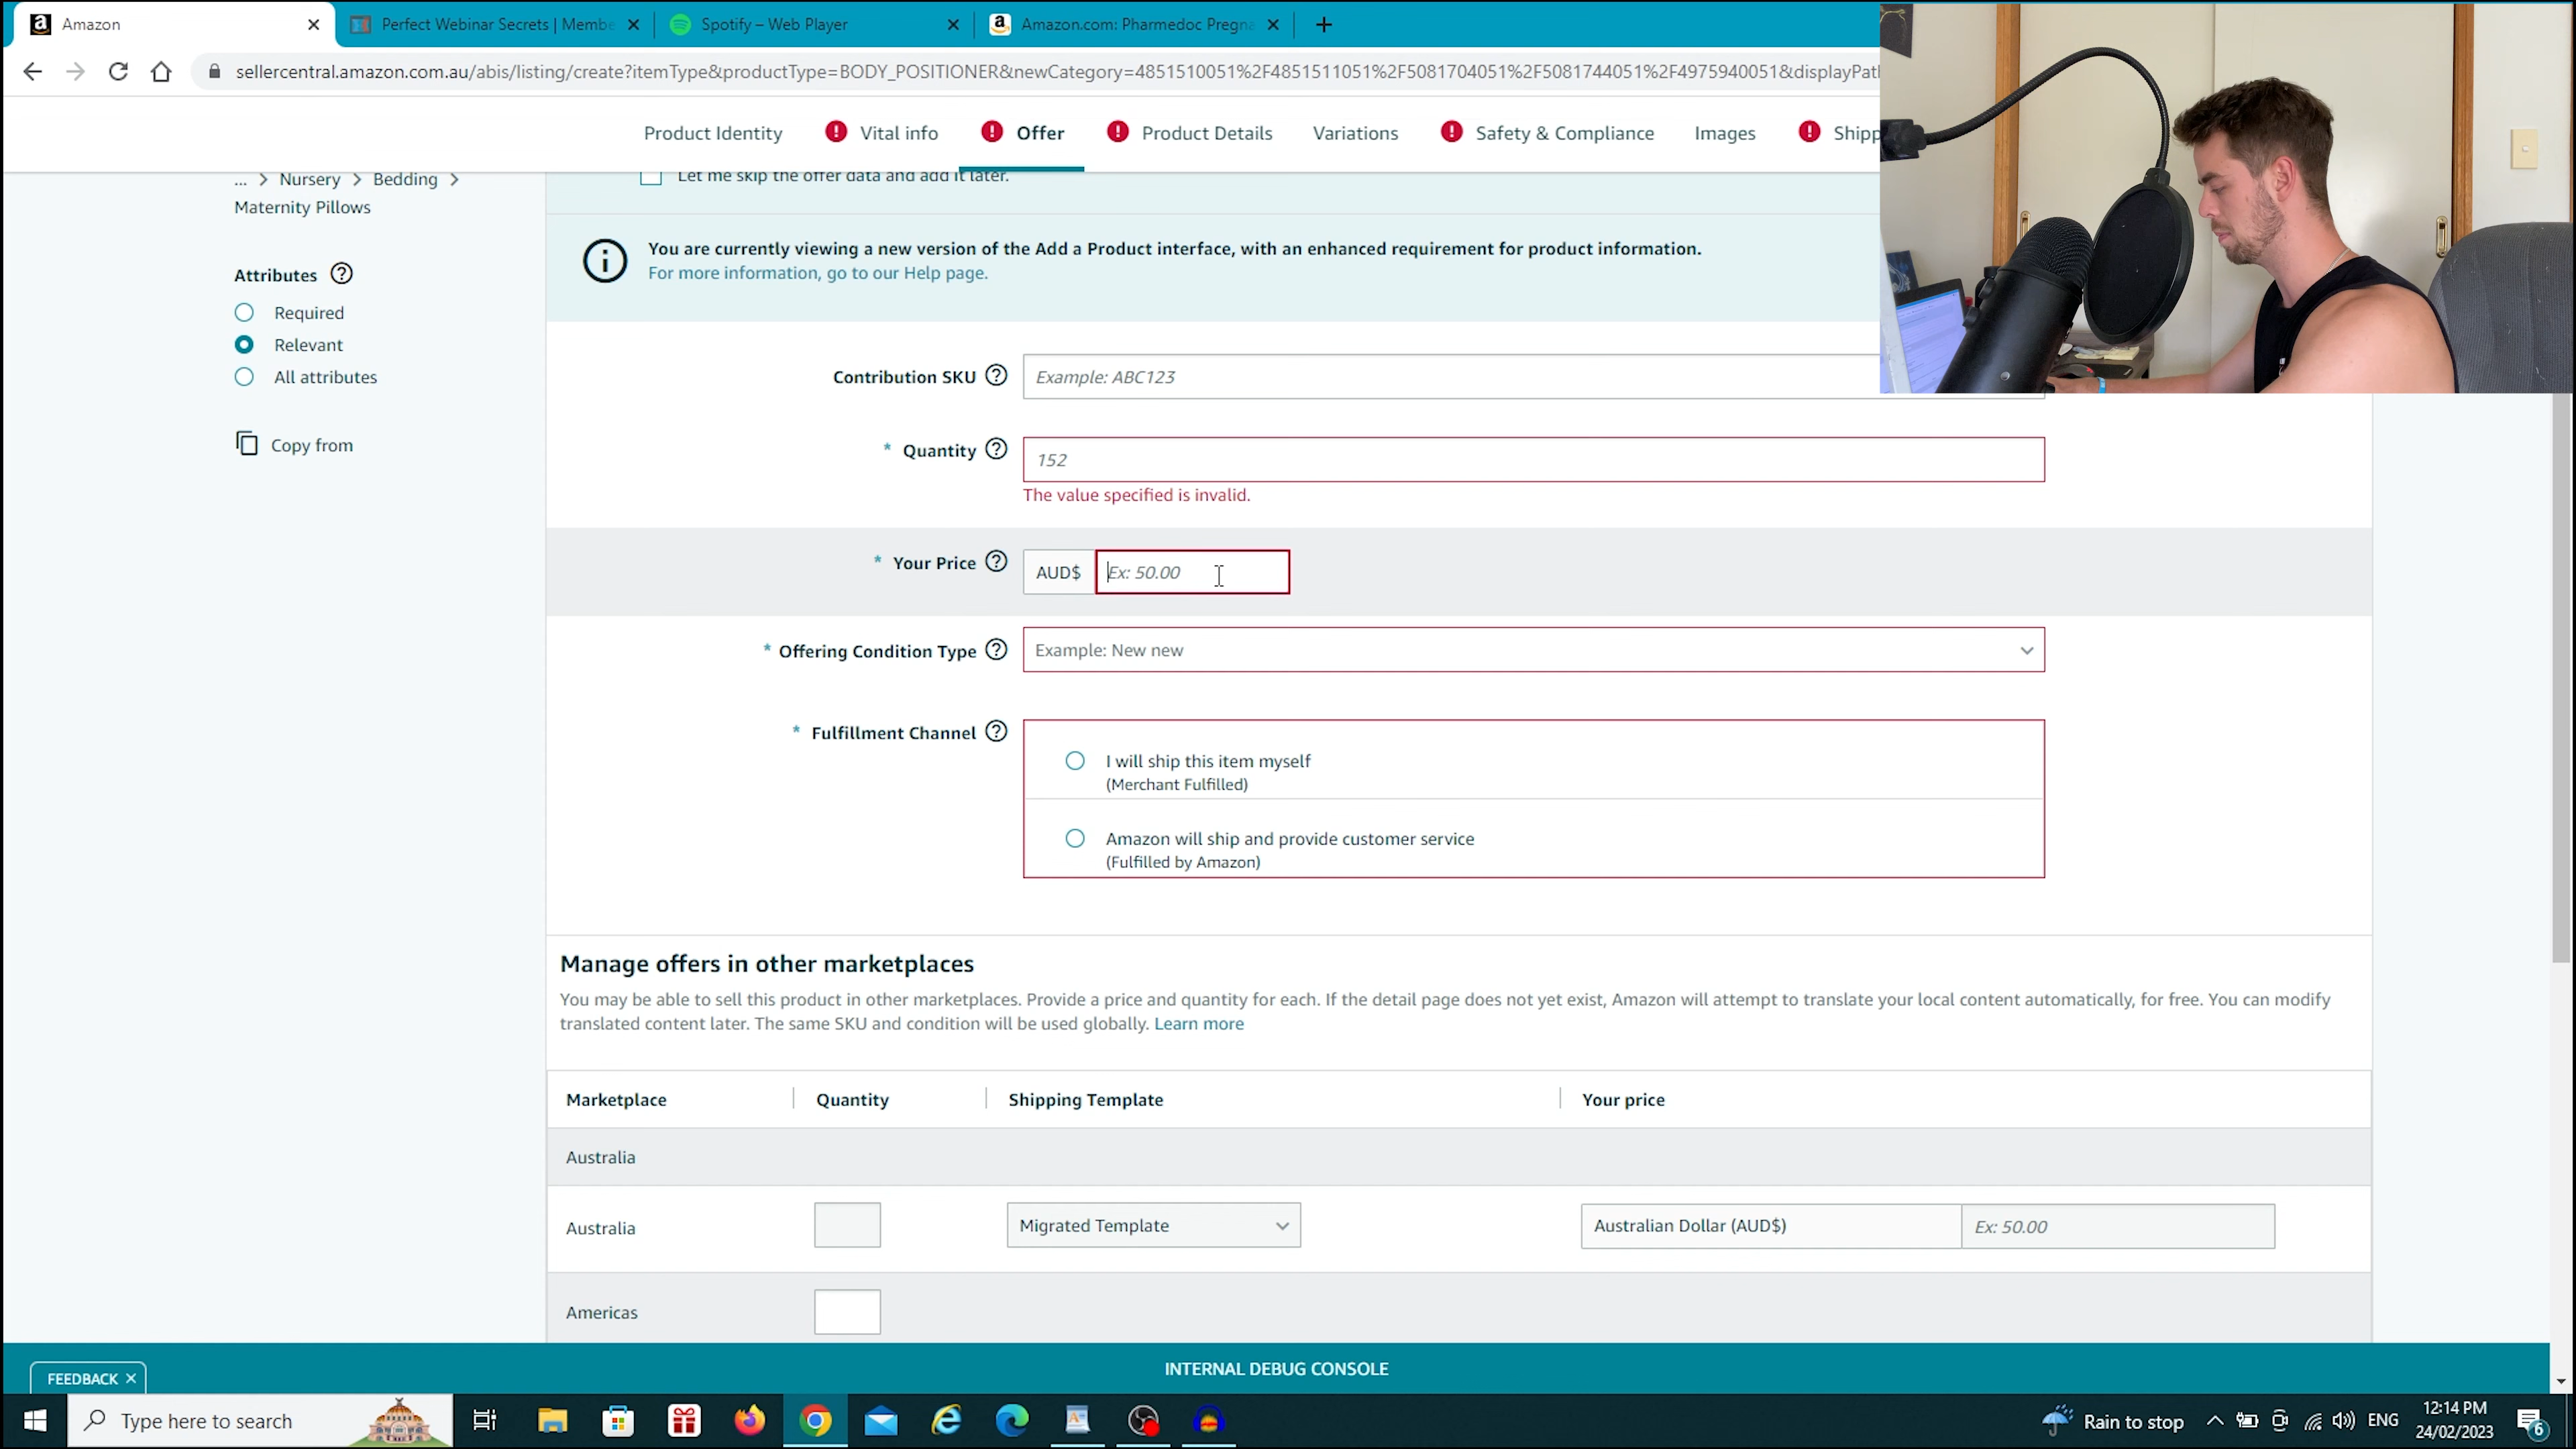 Amazon
Perfect Webinar Secrets | Membe
Spotify – Web Player
Amazon.com: Pharmedoc Pregna
sellercentral.amazon.com.au/abis/listing/create?itemType&productType=BODY_POSITIONER&newCategory=4851510051%2F4851511051%2F5081704051%2F5081744051%2F4975940051&displayPatl
Product Identity
Vital info
Offer
Product Details
Variations
Safety & Compliance
Images
Shipp
... > Nursery > Bedding >
Maternity Pillows
Attributes
Required
Relevant
All attributes
Copy from
Let me skip the offer data and add it later.
You are currently viewing a new version of the Add a Product interface, with an enhanced requirement for product information.
For more information, go to our Help page.
Contribution SKU
Example: ABC123
* Quantity
152
The value specified is invalid.
* Your Price
AUD$
Ex: 50.00
* Offering Condition Type
Example: New new
* Fulfillment Channel
I will ship this item myself
(Merchant Fulfilled)
Amazon will ship and provide customer service
(Fulfilled by Amazon)
Manage offers in other marketplaces
You may be able to sell this product in other marketplaces. Provide a price and quantity for each. If the detail page does not yet exist, Amazon will attempt to translate your local content automatically, for free. You can modify
translated content later. The same SKU and condition will be used globally. Learn more
Marketplace
Quantity
Shipping Template
Your price
Australia
Australia
Migrated Template
Australian Dollar (AUD$)
Ex: 50.00
Americas
FEEDBACK
INTERNAL DEBUG CONSOLE
Type here to search
Rain to stop
ENG
12:14 PM
24/02/2023
6